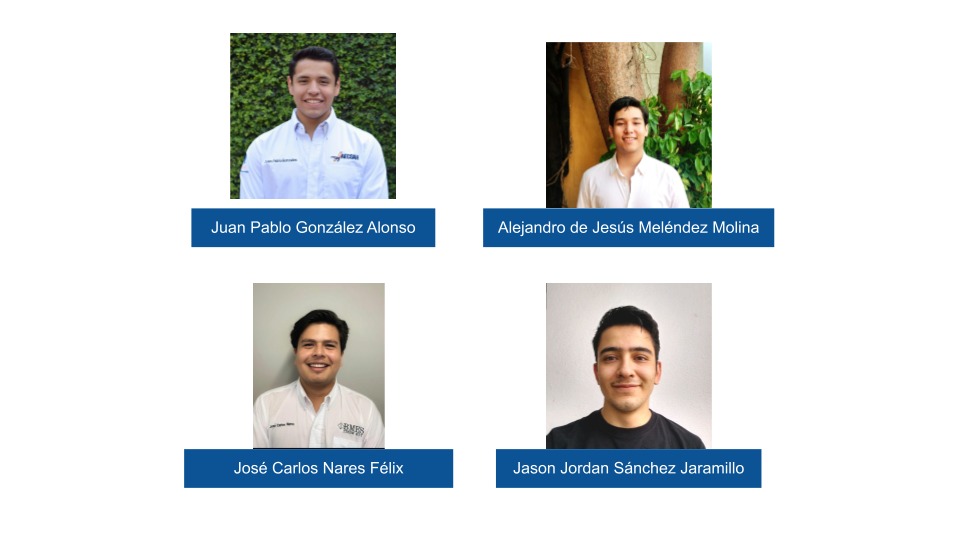 Juan Pablo González Alonso
Alejandro de Jesús Meléndez Molina
José Carlos Nares Félix
Jason Jordan Sánchez Jaramillo